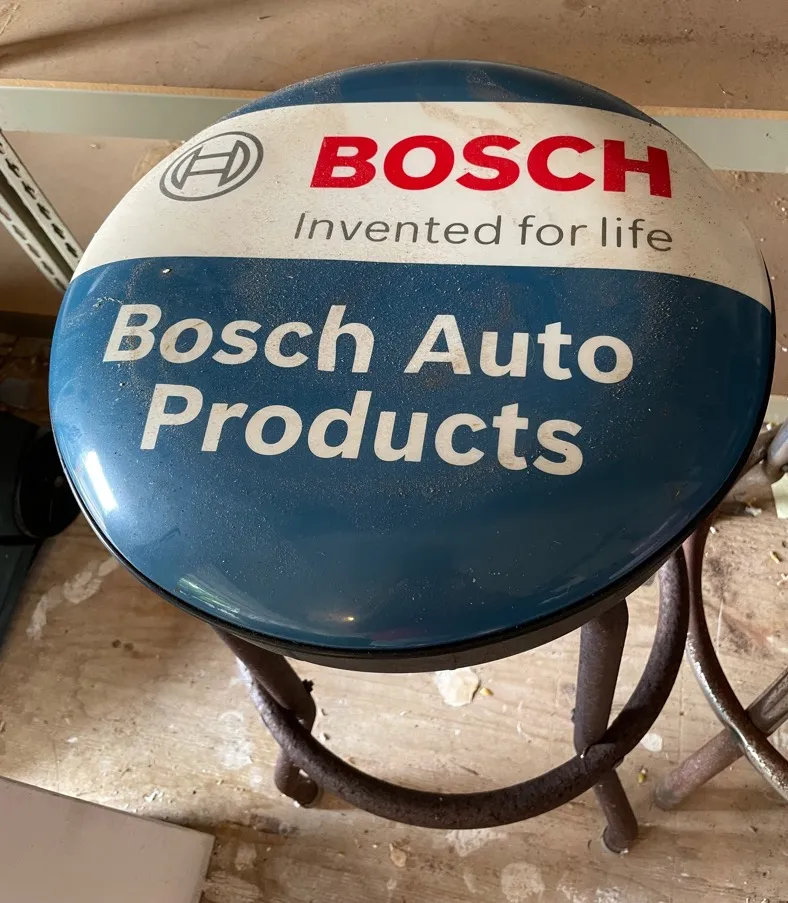 BOSCH
Invented for life
Bosch Auto
Products